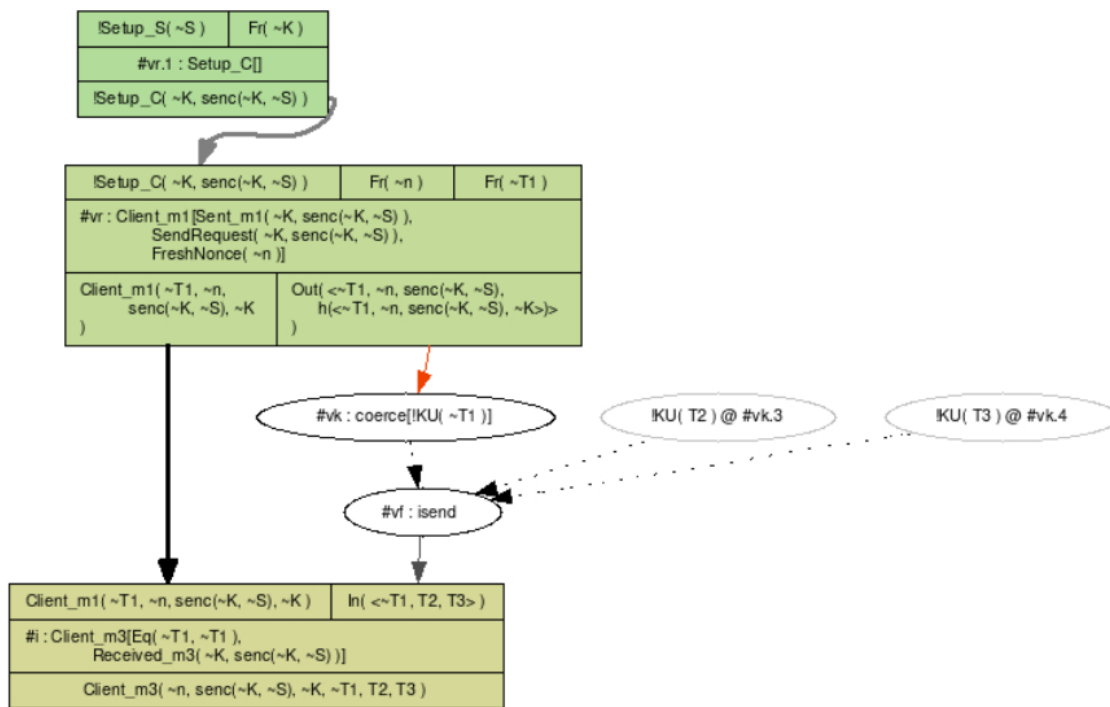 !Setup_S( ~S ) Fr( ~K )
#vr.1 : Setup_C[]
!Setup_C( ~K, senc(~K, ~S) )
!Setup_C( ~K, senc(~K, ~S) ) Fr( ~n ) Fr( ~T1 )
#vr : Client_m1[Sent_m1( ~K, senc(~K, ~S) ),
SendRequest( ~K, senc(~K, ~S) ),
FreshNonce( ~n )]
Client_m1( ~T1, ~n,
senc(~K, ~S), ~K
)
Out( <~T1, ~n, senc(~K, ~S),
h(<~T1, ~n, senc(~K, ~S), ~K>)>
)
#vk : coerce[!KU( ~T1 )]
!KU( T2 ) @ #vk.3
!KU( T3 ) @ #vk.4
#vf : isend
Client_m1( ~T1, ~n, senc(~K, ~S), ~K ) In( <~T1, T2, T3> )
#i : Client_m3[Eq( ~T1, ~T1 ),
Received_m3( ~K, senc(~K, ~S) )]
Client_m3( ~n, senc(~K, ~S), ~K, ~T1, T2, T3 )